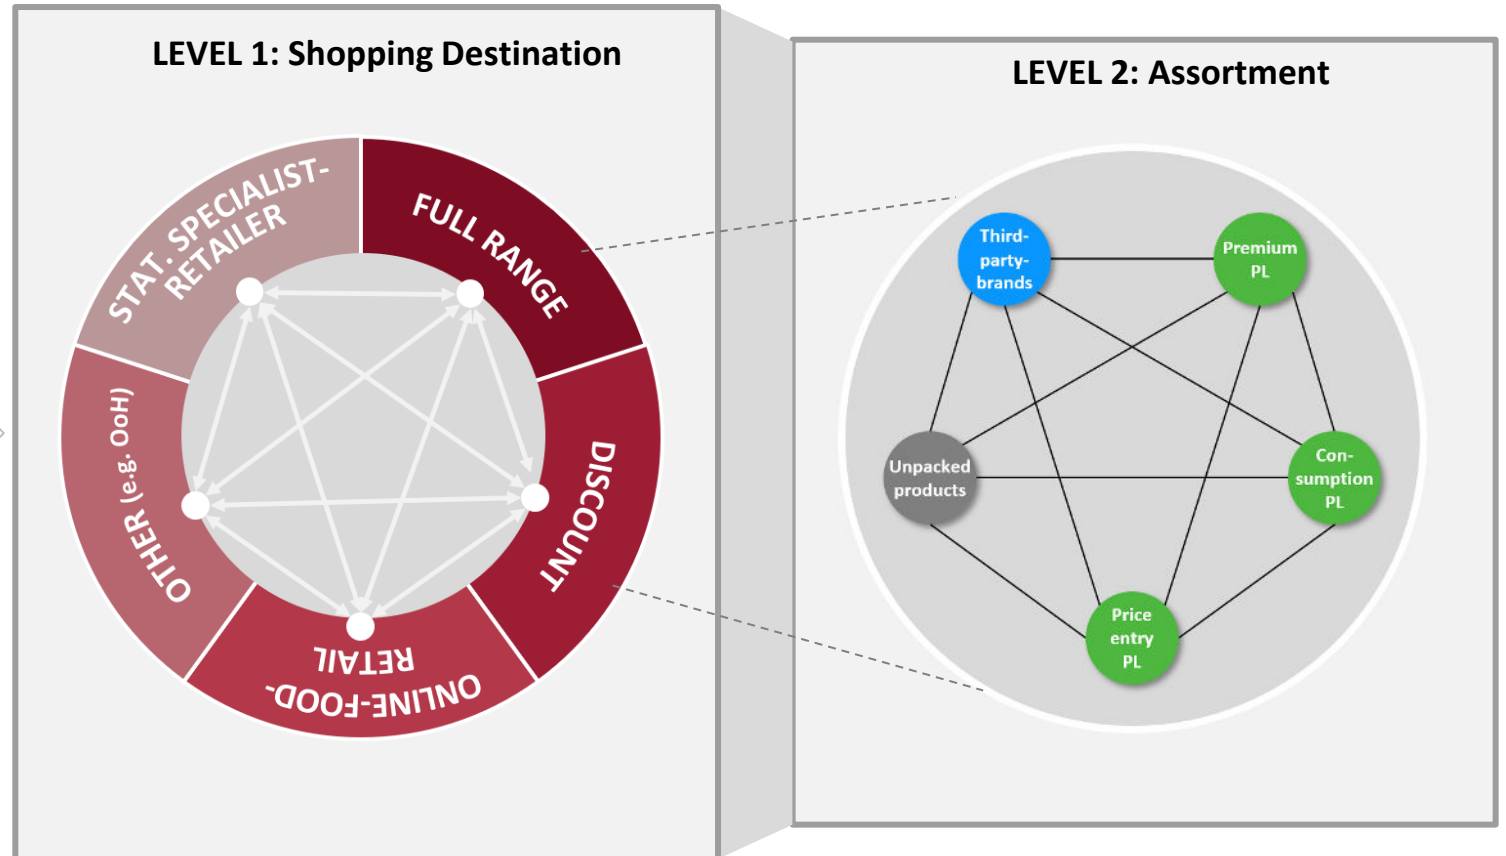 LEVEL 1: Shopping Destination
STAT. SPECIALIST-
RETAILER
FULL RANGE
DISCOUNT
ONLINE-FOOD-
RETAIL
OTHER (e.g. OoH)
LEVEL 2: Assortment
Third-
party-
brands
Premium
PL
Unpacked
products
Con-
sumption
PL
Price
entry
PL